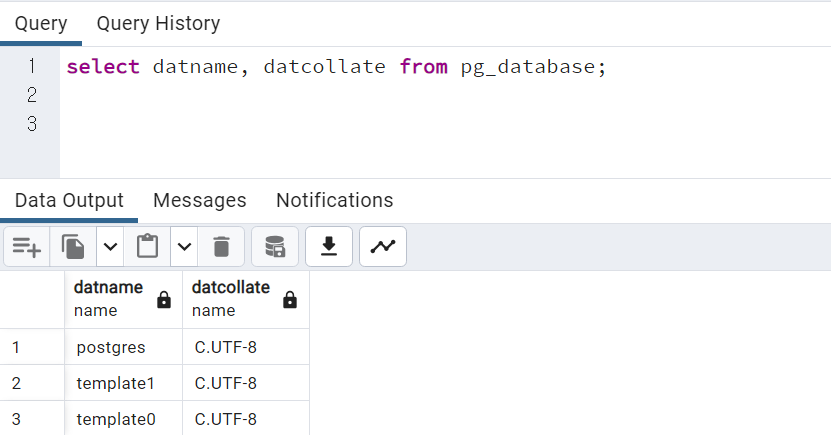 Query Query History
1 select datname, datcollate from pg_database;
2
3
Data Output Messages Notifications
datname datcollate
name name
1 postgres C.UTF-8
2 template1 C.UTF-8
3 template0 C.UTF-8